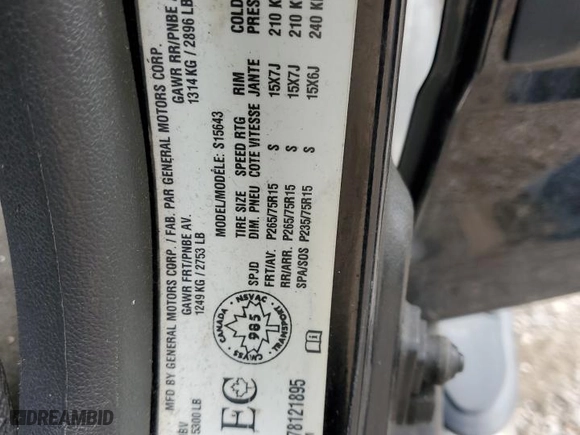 MFD BY GENERAL MOTORS CORP. / FAB. PAR GENERAL MOTORS CORP.
BV GAWR FRT/PNBE AV. GAWR RR/PNBE A
5300 LB 1249 KG / 2753 LB 1314 KG / 2896 LB
MODEL/MODÈLE: S15643
TIRE SIZE SPEED RTG RIM COLD
SPJD DIM. PNEU COTE VITESSE JANTE PRES
FRT/AV. P265/75R15 S 15X7J 210 K
RR/ARR. P265/75R15 S 15X7J 210 K
SPA/SOS P235/75R15 S 15X6J 240 K
CANADA NSVAC
985
CMVSS TRANSPORT
EC
78121895
DREAMBID